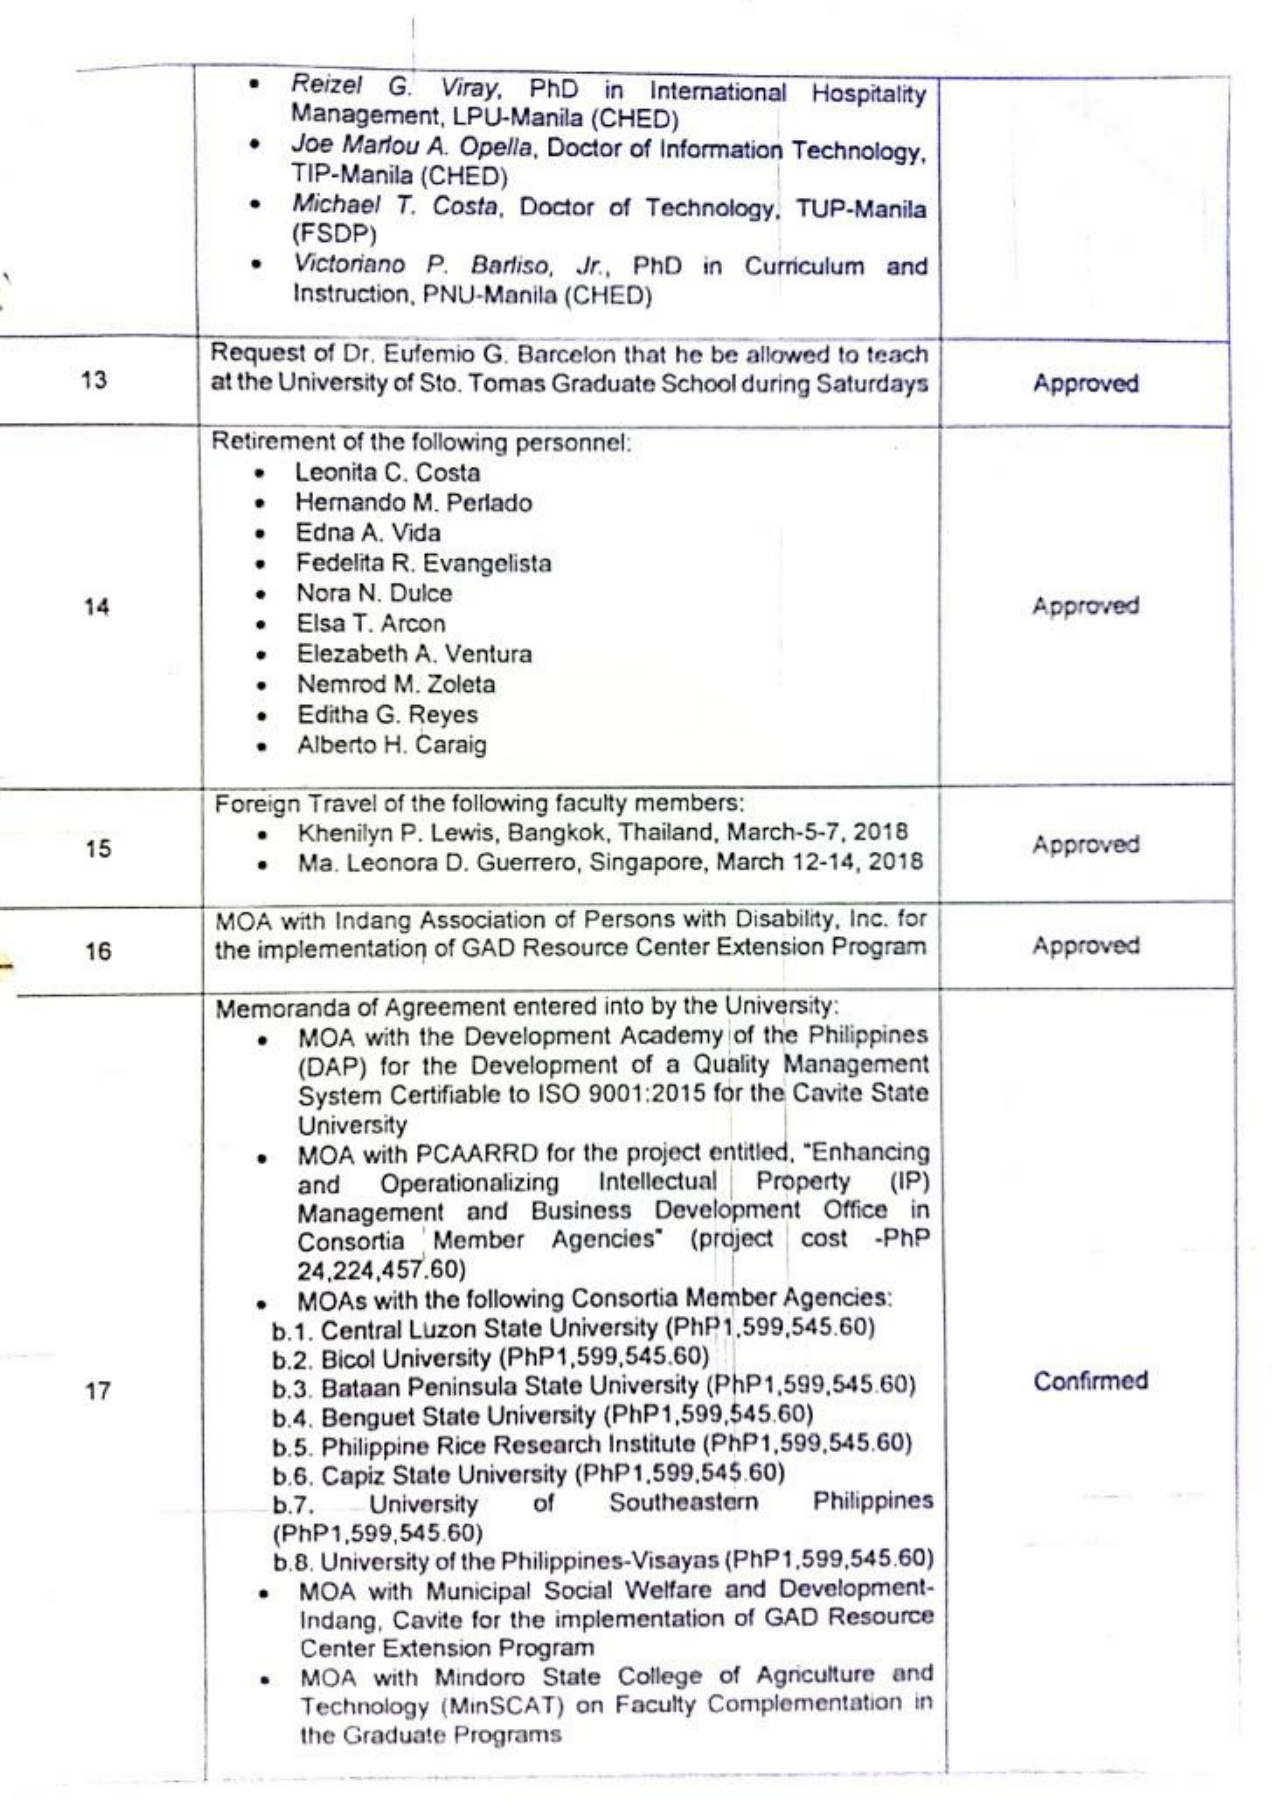 • Reizel G. Viray, PhD in International Hospitality
Management, LPU-Manila (CHED)
• Joe Marlou A. Opella, Doctor of Information Technology,
TIP-Manila (CHED)
• Michael T. Costa, Doctor of Technology, TUP-Manila
(FSDP)
• Victoriano P. Barliso, Jr., PhD in Curriculum and
Instruction, PNU-Manila (CHED)
13
Request of Dr. Eufemio G. Barcelon that he be allowed to teach
at the University of Sto. Tomas Graduate School during Saturdays
Approved
14
Retirement of the following personnel:
• Leonita C. Costa
• Hernando M. Perlado
• Edna A. Vida
• Fedelita R. Evangelista
• Nora N. Dulce
• Elsa T. Arcon
• Elezabeth A. Ventura
• Nemrod M. Zoleta
• Editha G. Reyes
• Alberto H. Caraig
Approved
15
Foreign Travel of the following faculty members:
• Khenilyn P. Lewis, Bangkok, Thailand, March-5-7, 2018
• Ma. Leonora D. Guerrero, Singapore, March 12-14, 2018
Approved
16
MOA with Indang Association of Persons with Disability, Inc. for
the implementation of GAD Resource Center Extension Program
Approved
17
Memoranda of Agreement entered into by the University:
• MOA with the Development Academy of the Philippines
(DAP) for the Development of a Quality Management
System Certifiable to ISO 9001:2015 for the Cavite State
University
• MOA with PCAARRD for the project entitled, "Enhancing
and Operationalizing Intellectual Property (IP)
Management and Business Development Office in
Consortia Member Agencies" (project cost -PhP
24,224,457.60)
• MOAs with the following Consortia Member Agencies:
b.1. Central Luzon State University (PhP1,599,545.60)
b.2. Bicol University (PhP1,599,545.60)
b.3. Bataan Peninsula State University (PhP1,599,545.60)
b.4. Benguet State University (PhP1,599,545.60)
b.5. Philippine Rice Research Institute (PhP1,599,545.60)
b.6. Capiz State University (PhP1,599,545.60)
b.7. University of Southeastern Philippines
(PhP1,599,545.60)
b.8. University of the Philippines-Visayas (PhP1,599,545.60)
• MOA with Municipal Social Welfare and Development-
Indang, Cavite for the implementation of GAD Resource
Center Extension Program
• MOA with Mindoro State College of Agriculture and
Technology (MinSCAT) on Faculty Complementation in
the Graduate Programs
Confirmed